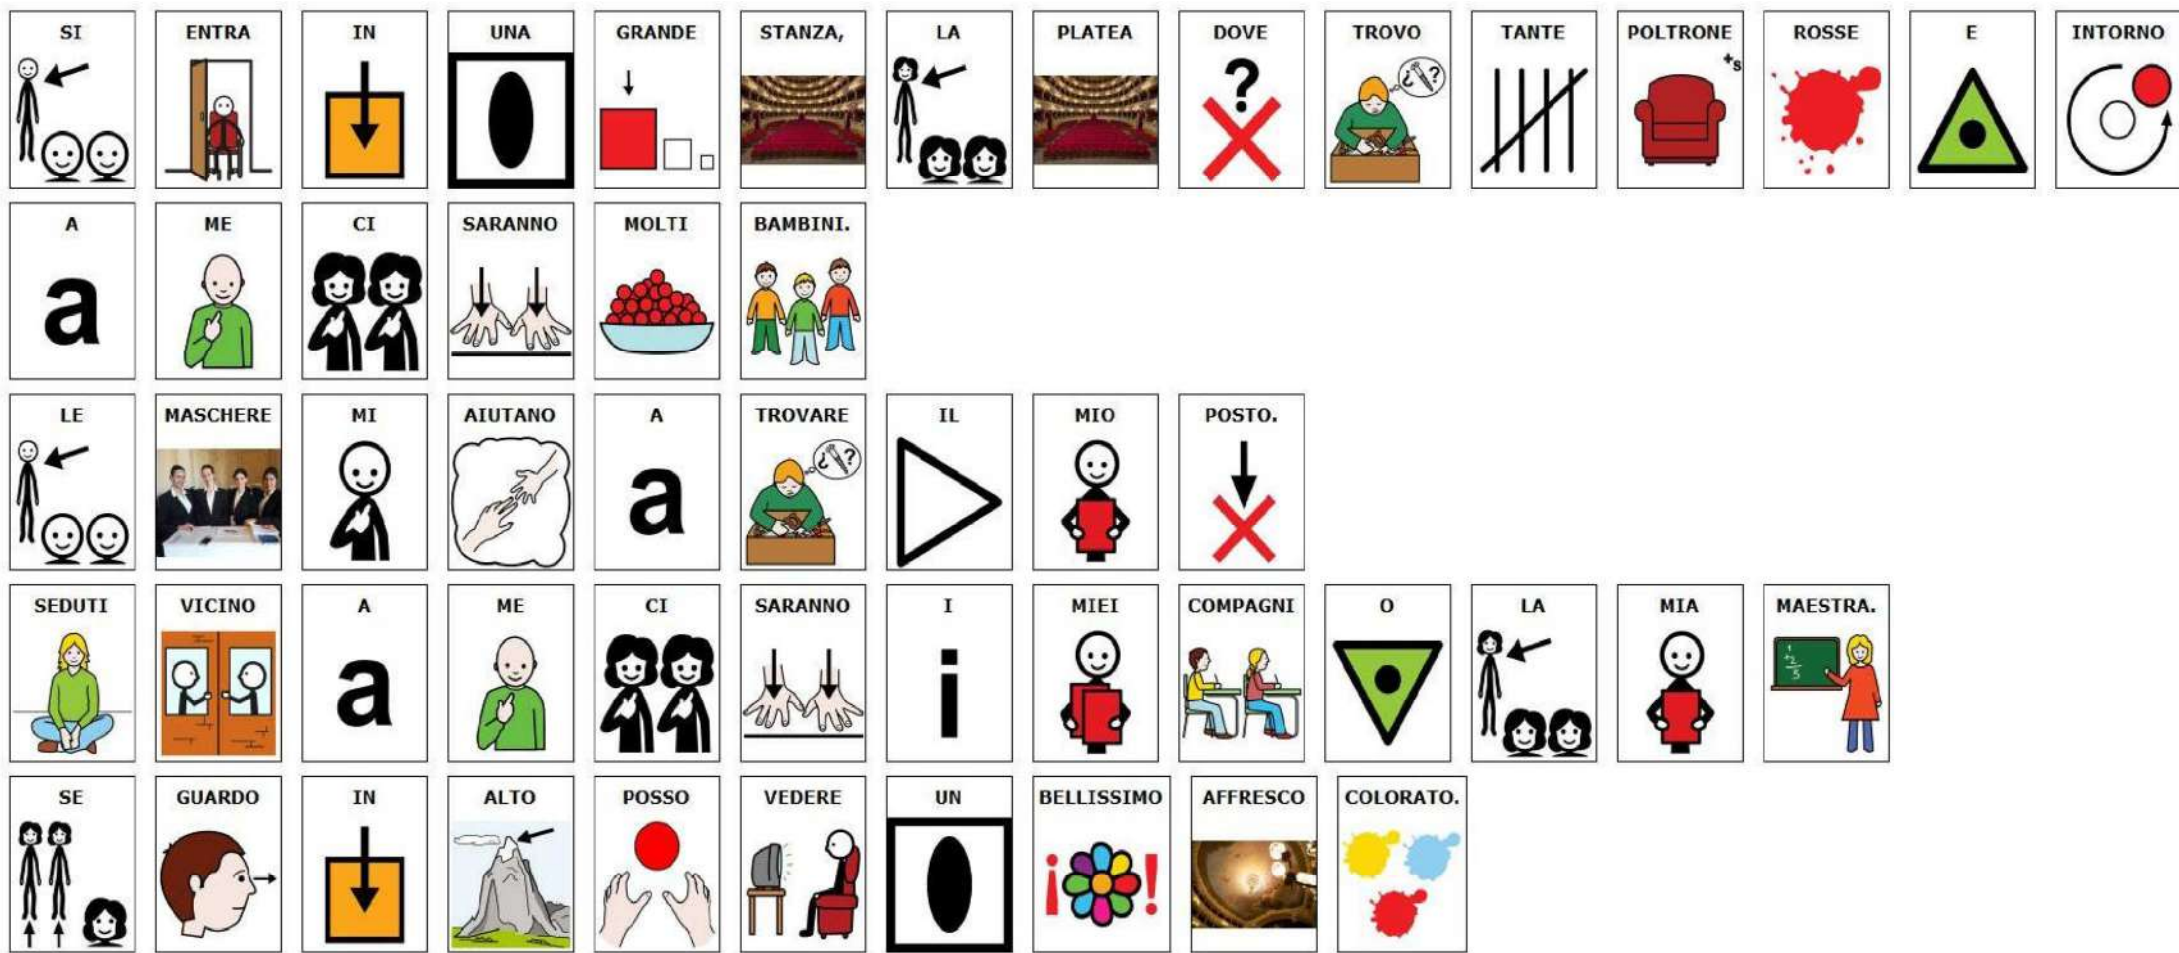 SI ENTRA IN UNA GRANDE STANZA, LA PLATEA DOVE TROVO TANTE POLTRONE ROSSE E INTORNO
A ME CI SARANNO MOLTI BAMBINI.
LE MASCHERE MI AIUTANO A TROVARE IL MIO POSTO.
SEDUTI VICINO A ME CI SARANNO I MIEI COMPAGNI O LA MIA MAESTRA.
SE GUARDO IN ALTO POSSO VEDERE UN BELLISSIMO AFFRESCO COLORATO.